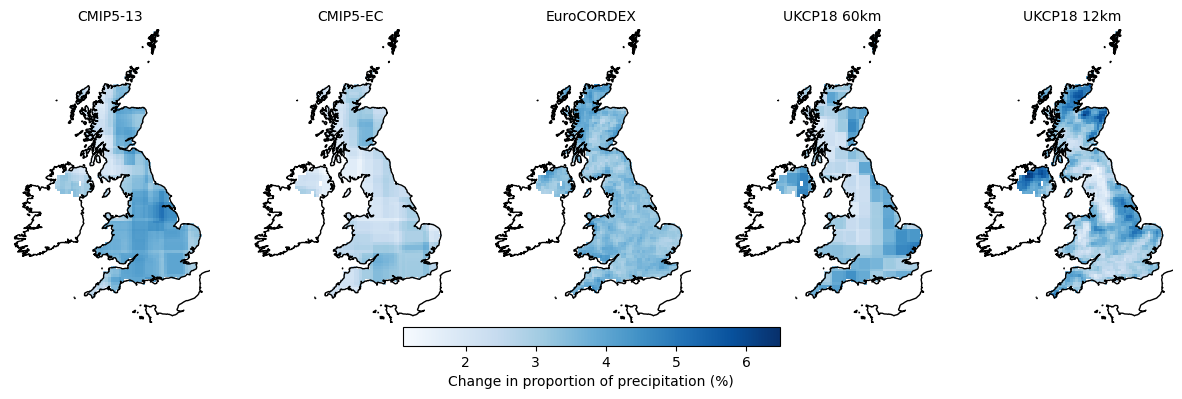 CMIP5-13
CMIP5-EC
EuroCORDEX
UKCP18 60km
UKCP18 12km
2 3 4 5 6
Change in proportion of precipitation (%)